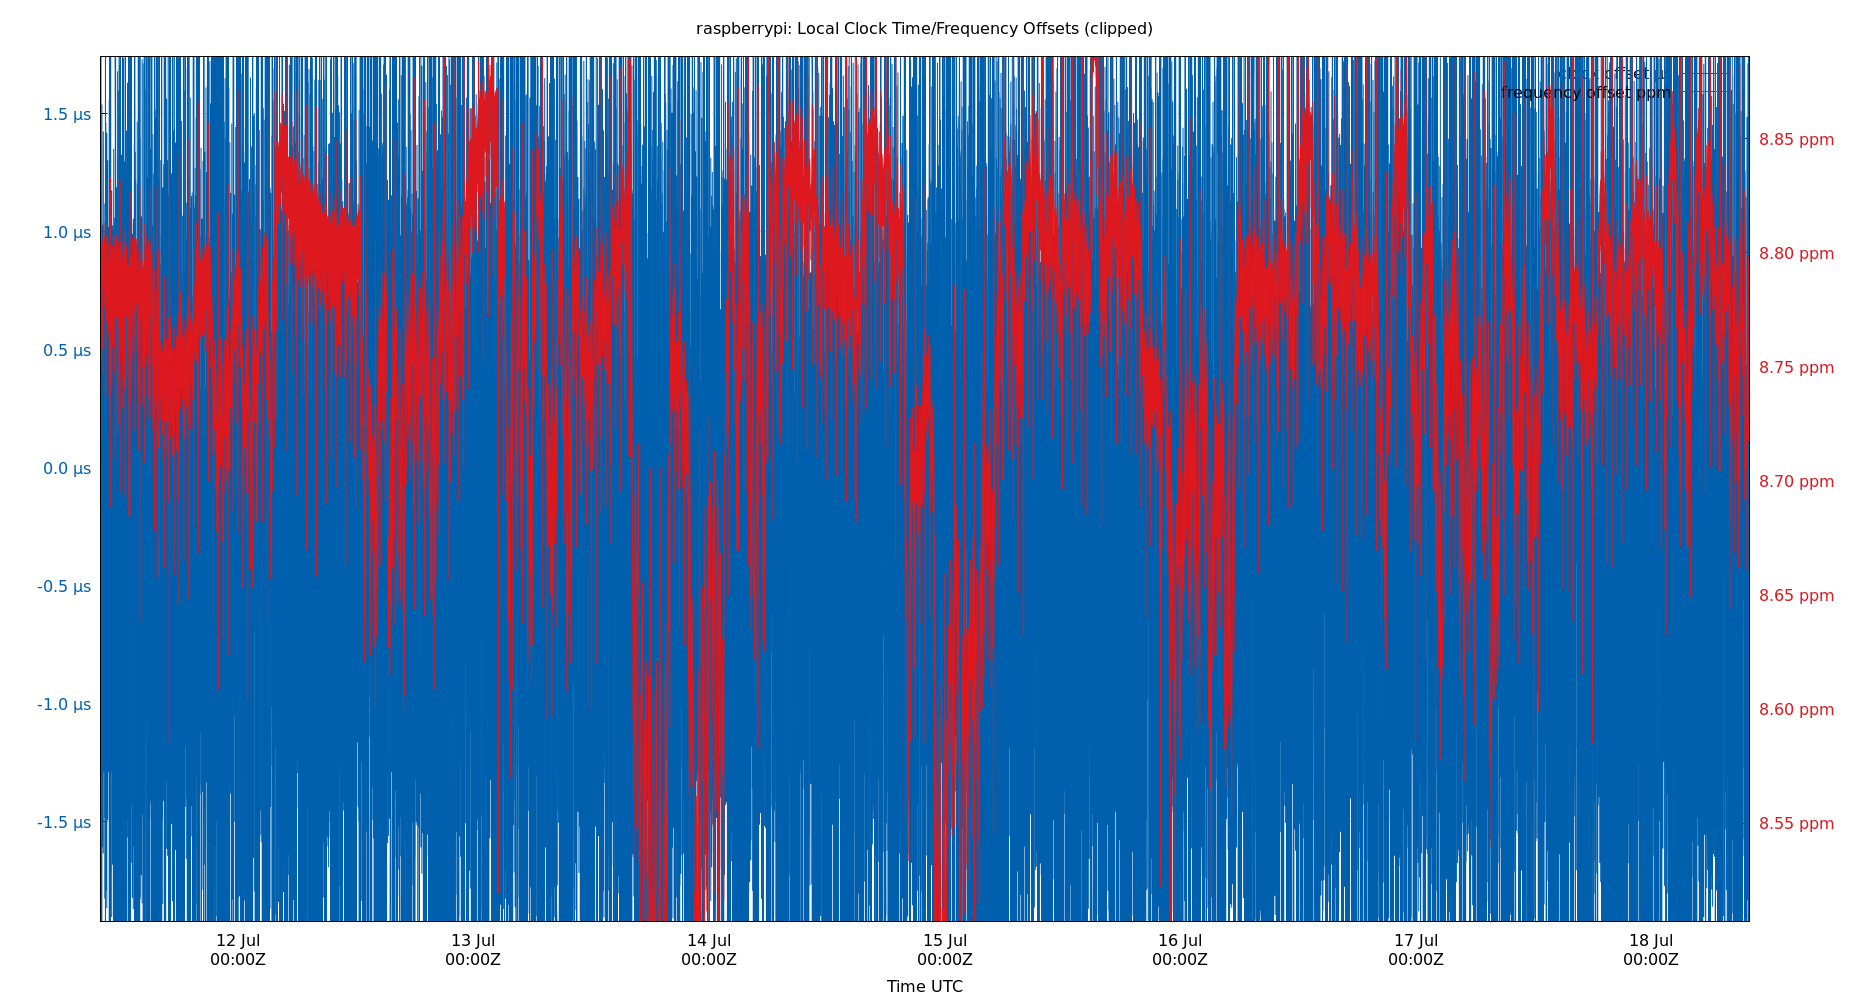 raspberrypi: Local Clock Time/Frequency Offsets (clipped)
clock offset
frequency offset ppm
1.5 µs
1.0 µs
0.5 µs
0.0 µs
-0.5 µs
-1.0 µs
-1.5 µs
8.85 ppm
8.80 ppm
8.75 ppm
8.70 ppm
8.65 ppm
8.60 ppm
8.55 ppm
12 Jul 13 Jul 14 Jul 15 Jul 16 Jul 17 Jul 18 Jul
00:00Z 00:00Z 00:00Z 00:00Z 00:00Z 00:00Z 00:00Z
Time UTC